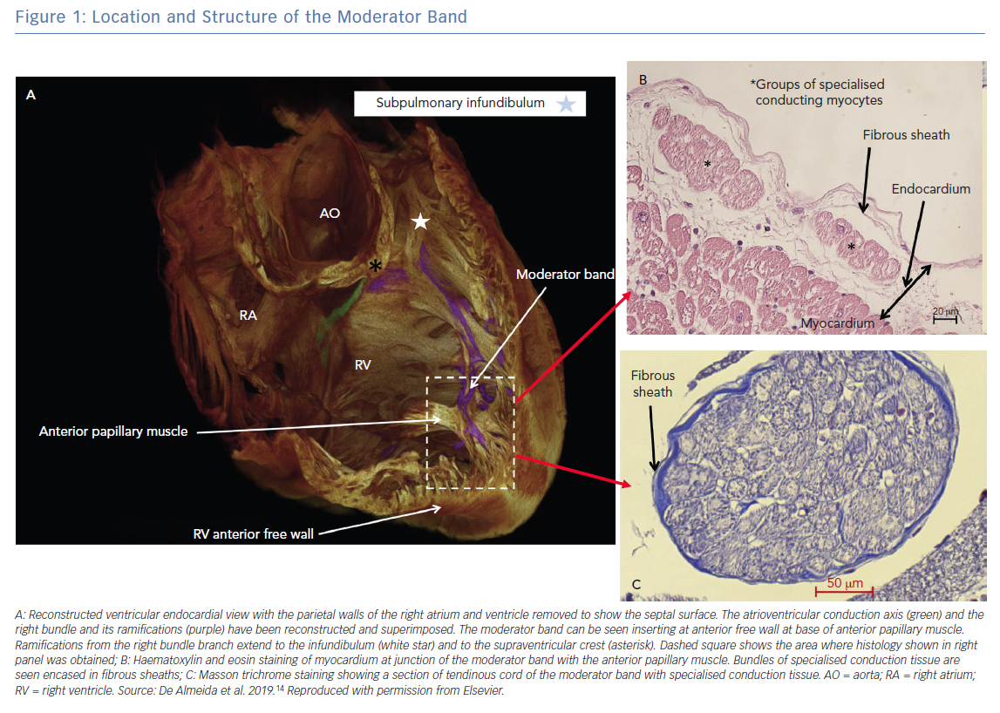 Figure 1: Location and Structure of the Moderator Band
A
Subpulmonary infundibulum
AO
*
RA
RV
Moderator band
Anterior papillary muscle
RV anterior free wall
B
*Groups of specialised
conducting myocytes
Fibrous sheath
Endocardium
*
*
Myocardium
20 μm
Fibrous
sheath
C
50 μm
A: Reconstructed ventricular endocardial view with the parietal walls of the right atrium and ventricle removed to show the septal surface. The atrioventricular conduction axis (green) and the
right bundle and its ramifications (purple) have been reconstructed and superimposed. The moderator band can be seen inserting at anterior free wall at base of anterior papillary muscle.
Ramifications from the right bundle branch extend to the infundibulum (white star) and to the supraventricular crest (asterisk). Dashed square shows the area where histology shown in right
panel was obtained; B: Haematoxylin and eosin staining of myocardium at junction of the moderator band with the anterior papillary muscle. Bundles of specialised conduction tissue are
seen encased in fibrous sheaths; C: Masson trichrome staining showing a section of tendinous cord of the moderator band with specialised conduction tissue. AO = aorta; RA = right atrium;
RV = right ventricle. Source: De Almeida et al. 2019.14 Reproduced with permission from Elsevier.